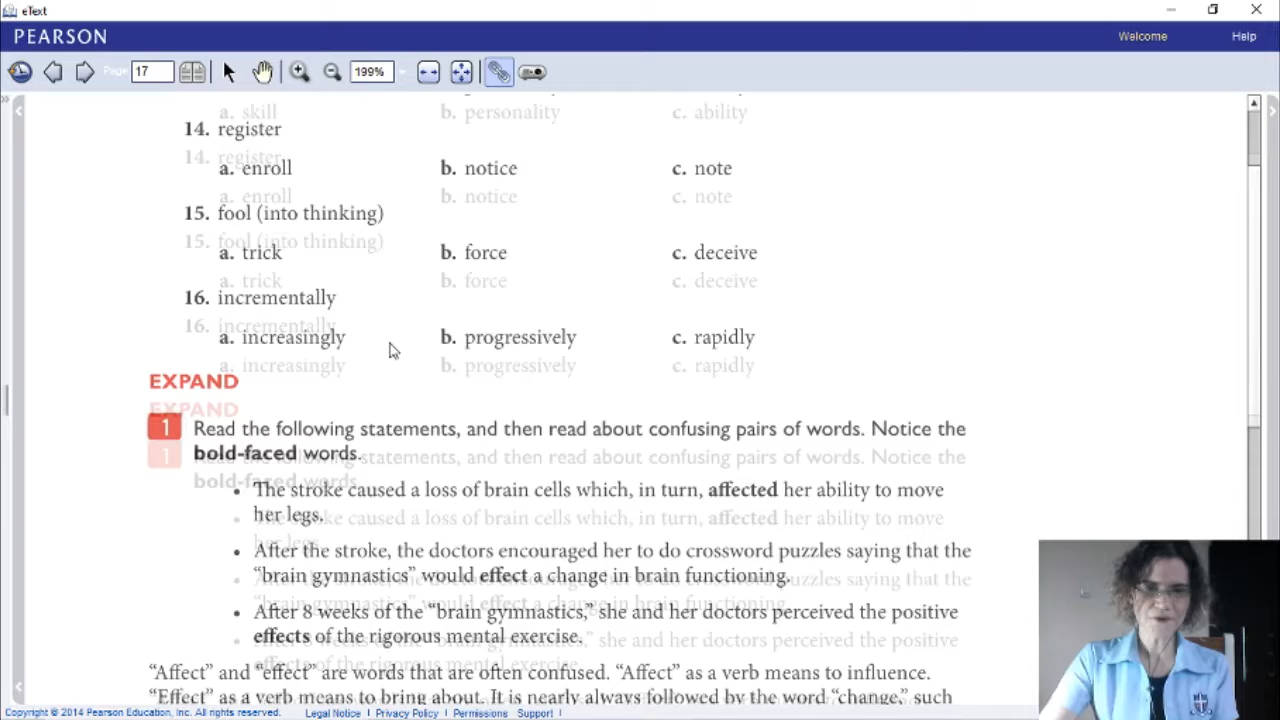 eText
PEARSON
Welcome
Help
Page 17
199%
a. skill b. personality c. ability
14. register
a. enroll b. notice c. note
15. fool (into thinking)
a. trick b. force c. deceive
16. incrementally
a. increasingly b. progressively c. rapidly
EXPAND
1 Read the following statements, and then read about confusing pairs of words. Notice the
bold-faced words.
• The stroke caused a loss of brain cells which, in turn, affected her ability to move
her legs.
• After the stroke, the doctors encouraged her to do crossword puzzles saying that the
“brain gymnastics” would effect a change in brain functioning.
• After 8 weeks of the “brain gymnastics,” she and her doctors perceived the positive
effects of the rigorous mental exercise.
“Affect” and “effect” are words that are often confused. “Affect” as a verb means to influence.
“Effect” as a verb means to bring about. It is nearly always followed by the word “change,” such
Copyright © 2014 Pearson Education, Inc. All rights reserved. Legal Notice | Privacy Policy | Permissions Support |